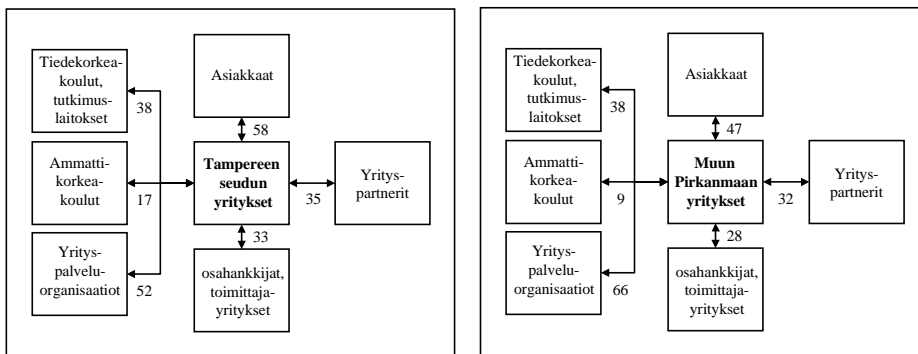 Tiedekorkea-
koulut,
tutkimus-
laitokset
38
Asiakkaat
58
Ammatti-
korkea-
koulut
17
Tampereen
seudun
yritykset
35
Yritys-
partnerit
33
Yritys-
palvelu-
organisaatiot
52
osahankkijat,
toimittaja-
yritykset
Tiedekorkea-
koulut,
tutkimus-
laitokset
38
Asiakkaat
47
Ammatti-
korkea-
koulut
9
Muun
Pirkanmaan
yritykset
32
Yritys-
partnerit
28
Yritys-
palvelu-
organisaatiot
66
osahankkijat,
toimittaja-
yritykset